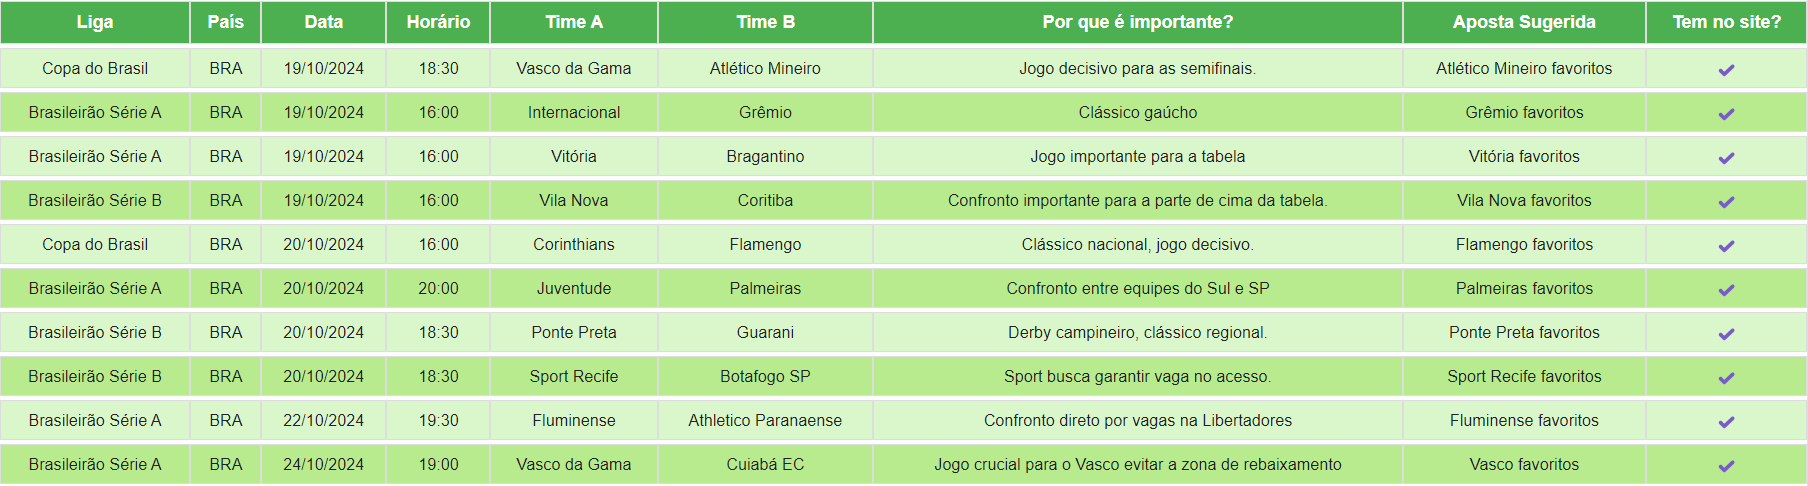 Liga País Data Horário Time A Time B Por que é importante? Aposta Sugerida Tem no site?
Copa do Brasil BRA 19/10/2024 18:30 Vasco da Gama Atlético Mineiro Jogo decisivo para as semifinais. Atlético Mineiro favoritos
Brasileirão Série A BRA 19/10/2024 16:00 Internacional Grêmio Clássico gaúcho Grêmio favoritos
Brasileirão Série A BRA 19/10/2024 16:00 Vitória Bragantino Jogo importante para a tabela Vitória favoritos
Brasileirão Série B BRA 19/10/2024 16:00 Vila Nova Coritiba Confronto importante para a parte de cima da tabela. Vila Nova favoritos
Copa do Brasil BRA 20/10/2024 16:00 Corinthians Flamengo Clássico nacional, jogo decisivo. Flamengo favoritos
Brasileirão Série A BRA 20/10/2024 20:00 Juventude Palmeiras Confronto entre equipes do Sul e SP Palmeiras favoritos
Brasileirão Série B BRA 20/10/2024 18:30 Ponte Preta Guarani Derby campineiro, clássico regional. Ponte Preta favoritos
Brasileirão Série B BRA 20/10/2024 18:30 Sport Recife Botafogo SP Sport busca garantir vaga no acesso. Sport Recife favoritos
Brasileirão Série A BRA 22/10/2024 19:30 Fluminense Athletico Paranaense Confronto direto por vagas na Libertadores Fluminense favoritos
Brasileirão Série A BRA 24/10/2024 19:00 Vasco da Gama Cuiabá EC Jogo crucial para o Vasco evitar a zona de rebaixamento Vasco favoritos